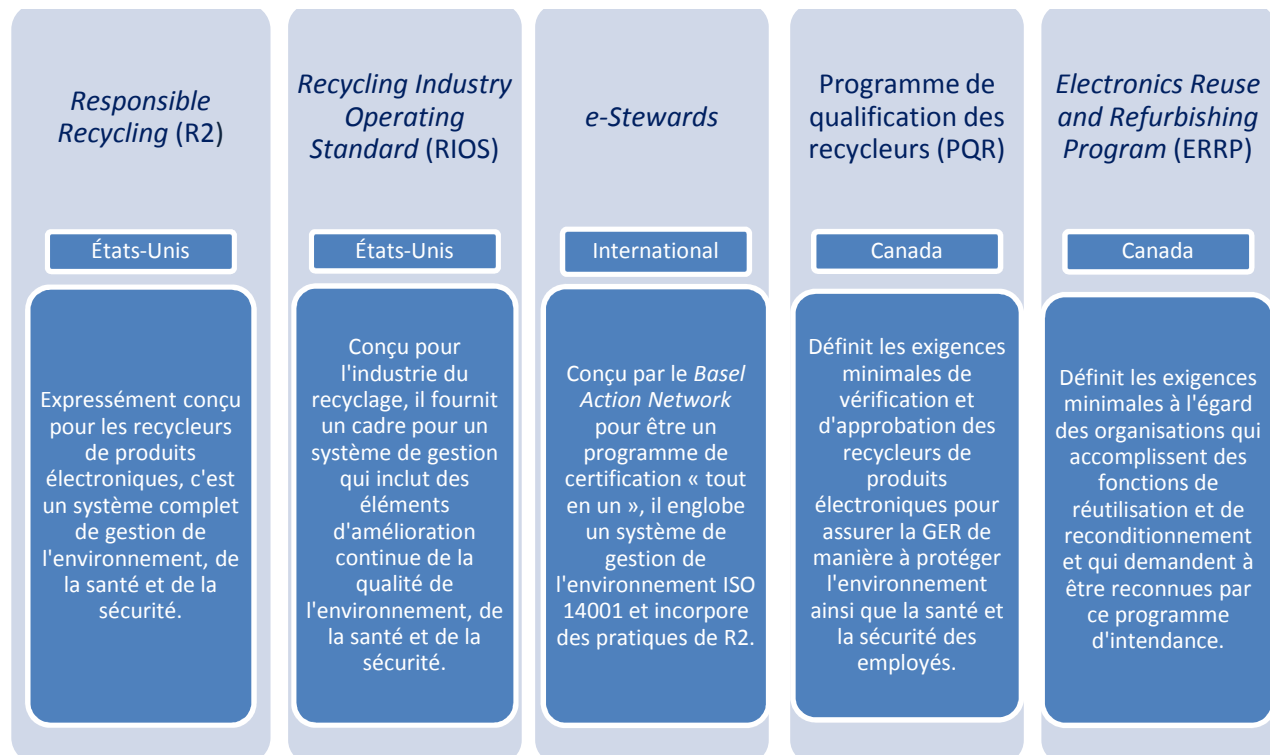 Responsible
Recycling (R2)
États-Unis
Expressément conçu
pour les recycleurs
de produits
électroniques, c'est
un système complet
de gestion de
l'environnement, de
la santé et de la
sécurité.
Recycling Industry
Operating
Standard (RIOS)
États-Unis
Conçu pour
l'industrie du
recyclage, il fournit
un cadre pour un
système de gestion
qui inclut des
éléments
d'amélioration
continue de la
qualité de
l'environnement, de
la santé et de la
sécurité.
e-Stewards
International
Conçu par le Basel
Action Network
pour être un
programme de
certification « tout
en un », il englobe
un système de
gestion de
l'environnement ISO
14001 et incorpore
des pratiques de R2.
Programme de
qualification des
recycleurs (PQR)
Canada
Définit les exigences
minimales de
vérification et
d'approbation des
recycleurs de
produits
électroniques pour
assurer la GER de
manière à protéger
l'environnement
ainsi que la santé et
la sécurité des
employés.
Electronics Reuse
and Refurbishing
Program (ERRP)
Canada
Définit les exigences
minimales à l'égard
des organisations qui
accomplissent des
fonctions de
réutilisation et de
reconditionnement
et qui demandent à
être reconnues par
ce programme
d'intendance.